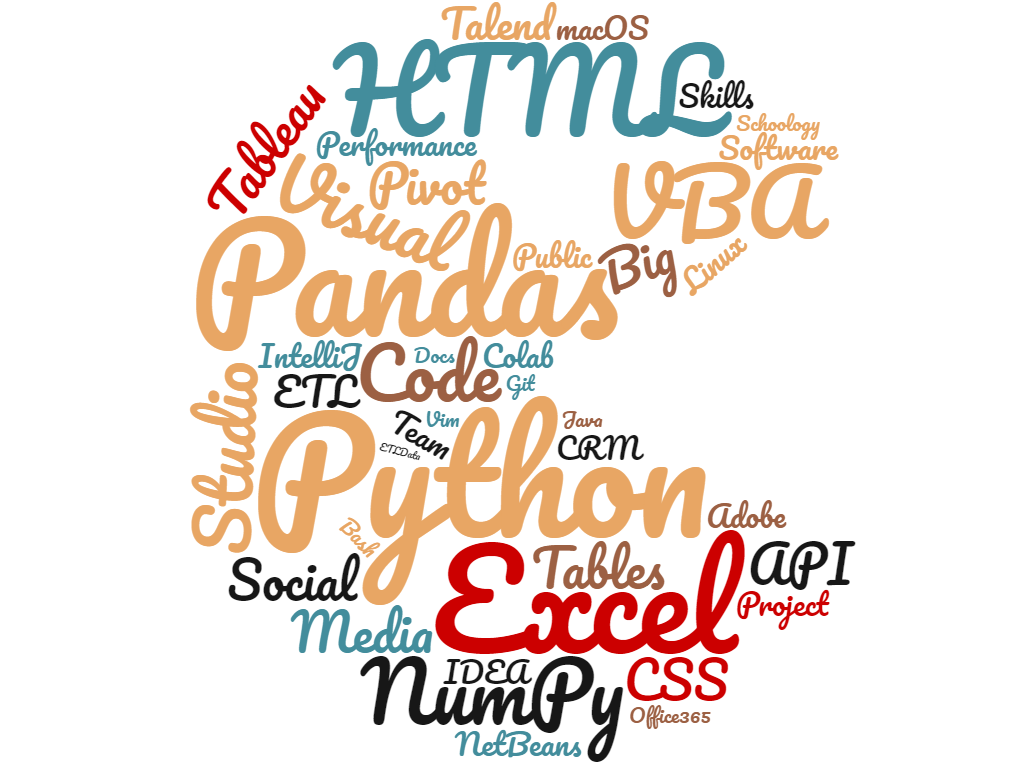 Talend
macOS
HTML
Skills
Tableau
Schoology
Performance
Software
Visual
Pivot
VBA
Pandas
Public
Big
Linux
IntelliJ
Code
Docs
Colab
ETL
Git
Studio
Team
Vim
Java
ETLData
CRM
Python
Bash
Adobe
Social
Excel
Tables
API
Project
Media
NumPy
IDEA
CSS
Office365
NetBeans